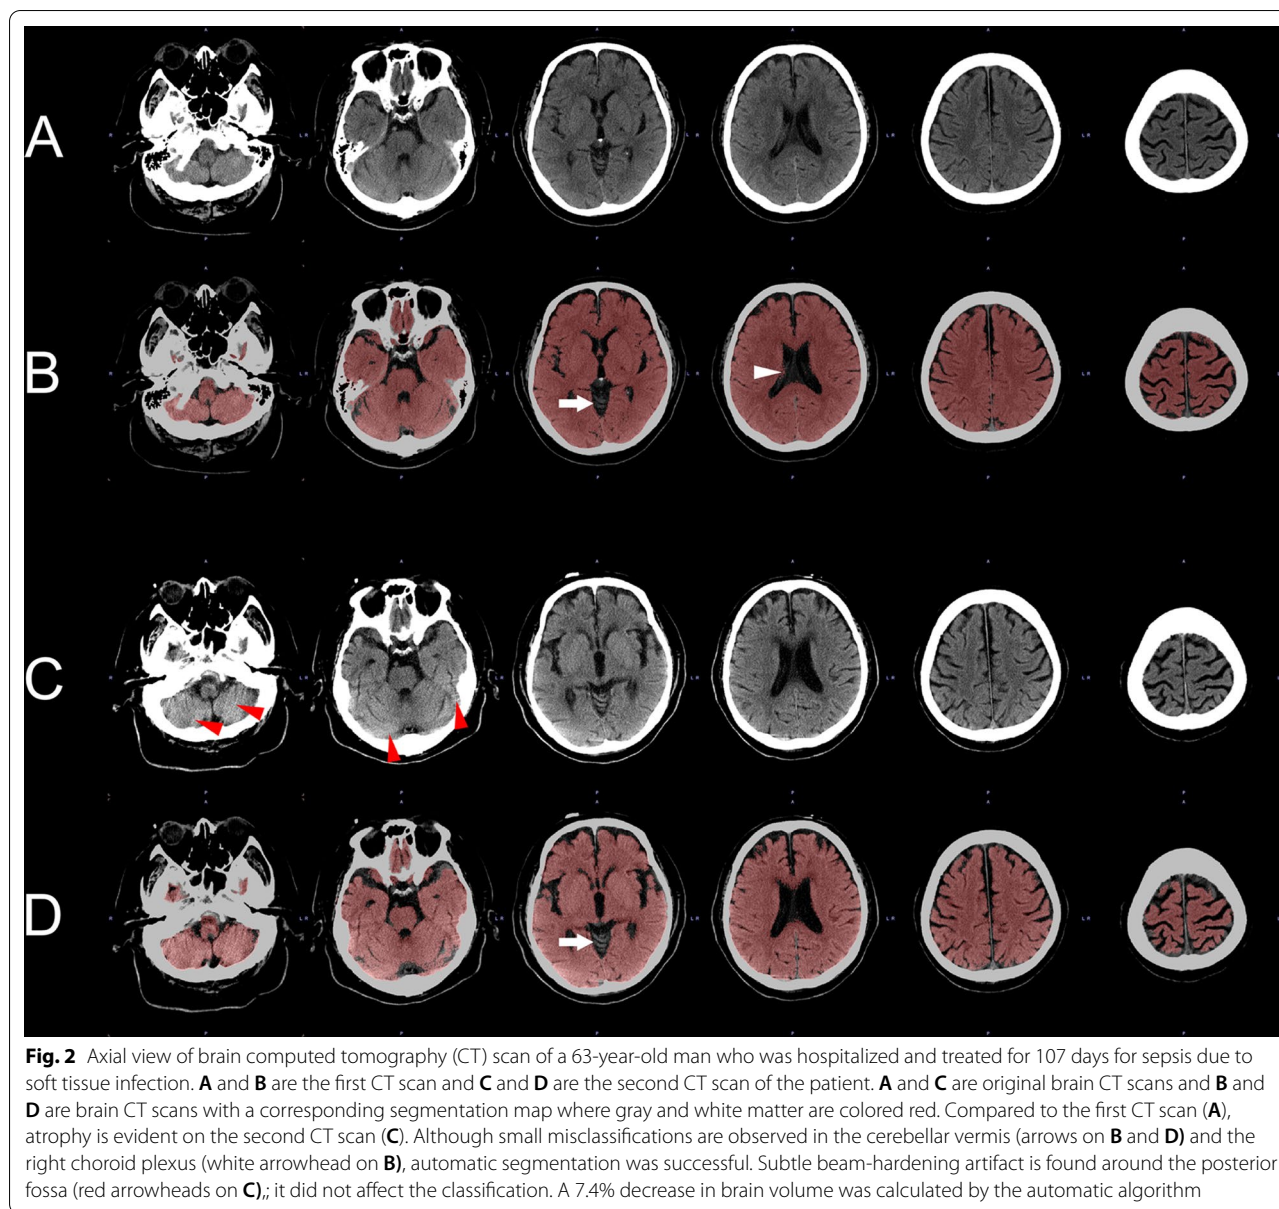 A
B
C
D
Fig. 2 Axial view of brain computed tomography (CT) scan of a 63-year-old man who was hospitalized and treated for 107 days for sepsis due to
soft tissue infection. A and B are the first CT scan and C and D are the second CT scan of the patient. A and C are original brain CT scans and B and
D are brain CT scans with a corresponding segmentation map where gray and white matter are colored red. Compared to the first CT scan (A),
atrophy is evident on the second CT scan (C). Although small misclassifications are observed in the cerebellar vermis (arrows on B and D) and the
right choroid plexus (white arrowhead on B), automatic segmentation was successful. Subtle beam-hardening artifact is found around the posterior
fossa (red arrowheads on C),; it did not affect the classification. A 7.4% decrease in brain volume was calculated by the automatic algorithm